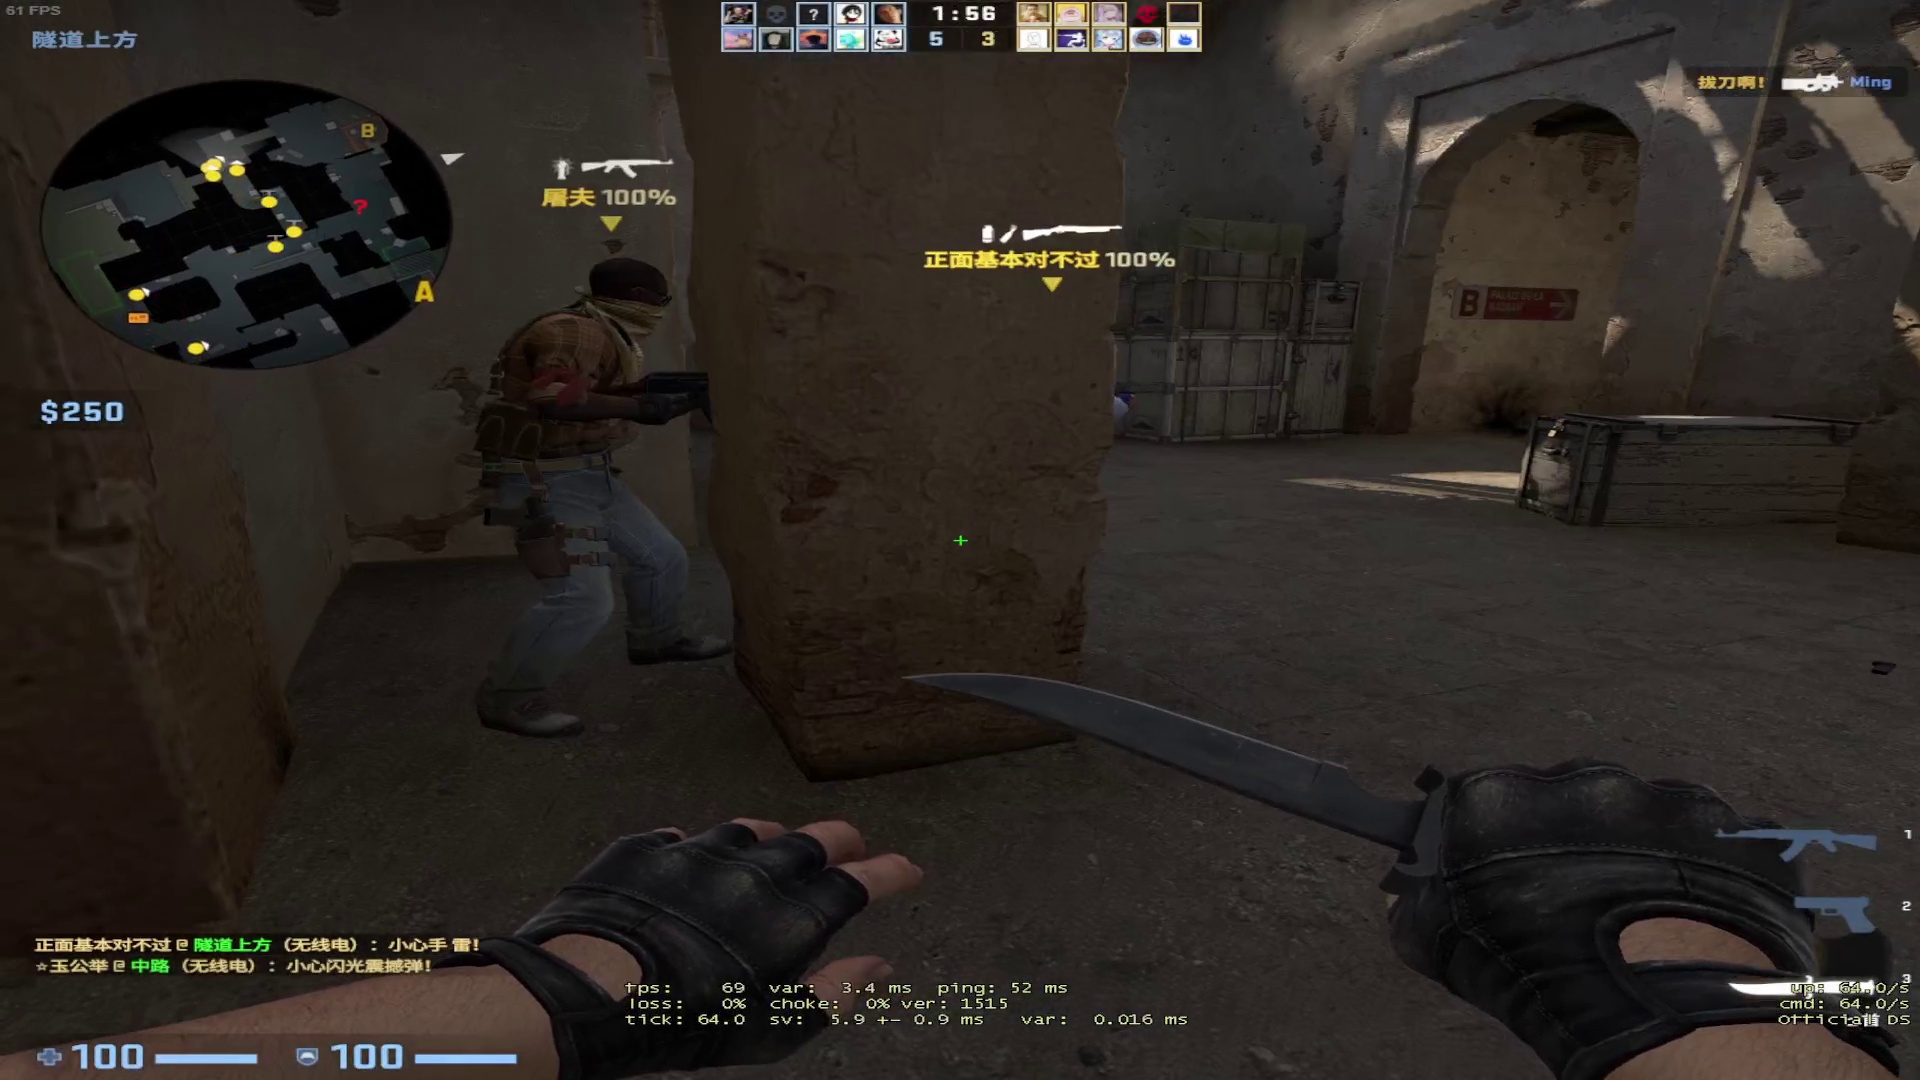 61 FPS
隧道上方
1:56
5 3
?
B
?
A
拔刀啊! Ming
屠夫 100%
正面基本对不过 100%
B
$250
1
2
3
正面基本对不过 @ 隧道上方（无线电）：小心手雷!
☆玉公举 @ 中路（无线电）：小心闪光震撼弹!
fps: 69 var: 3.4 ms ping: 52 ms
loss: 0% choke: 0% ver: 1515
tick: 64.0 sv: 5.9 +- 0.9 ms var: 0.016 ms
up: 64.0/s
cmd: 64.0/s
100 100